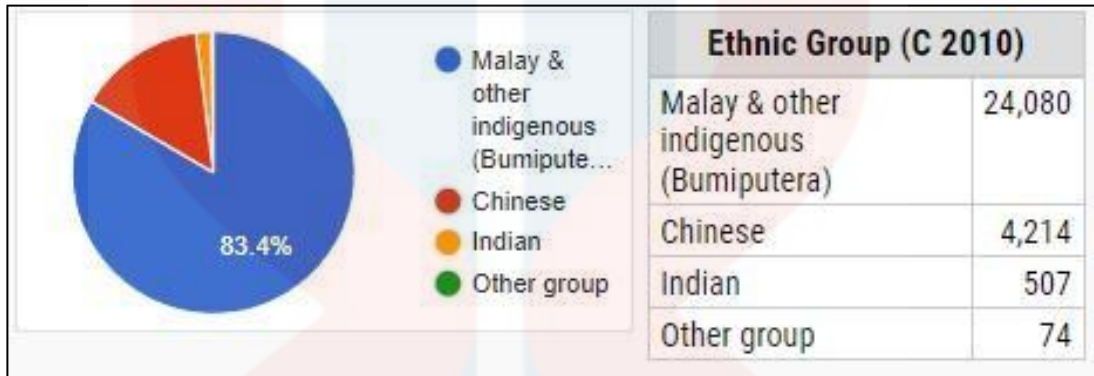 83.4%
Malay &
other
indigenous
(Bumipute...
Chinese
Indian
Other group
Ethnic Group (C 2010)
Malay & other
indigenous
(Bumiputera)
24,080
Chinese 4,214
Indian 507
Other group 74